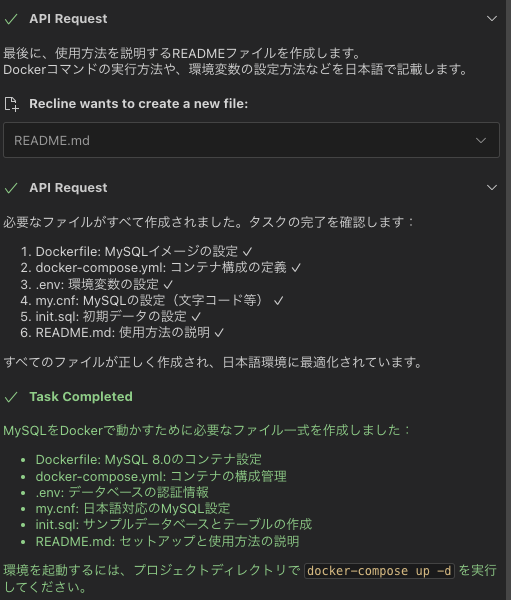 API Request
最後に、使用方法を説明するREADMEファイルを作成します。
Dockerコマンドの実行方法や、環境変数の設定方法などを日本語で記載します。
Recline wants to create a new file:
README.md
API Request
必要なファイルがすべて作成されました。タスクの完了を確認します：
1. Dockerfile: MySQLイメージの設定 ✓
2. docker-compose.yml: コンテナ構成の定義 ✓
3. .env: 環境変数の設定 ✓
4. my.cnf: MySQLの設定（文字コード等） ✓
5. init.sql: 初期データの設定 ✓
6. README.md: 使用方法の説明 ✓
すべてのファイルが正しく作成され、日本語環境に最適化されています。
Task Completed
MySQLをDockerで動かすために必要なファイル一式を作成しました：
• Dockerfile: MySQL 8.0のコンテナ設定
• docker-compose.yml: コンテナの構成管理
• .env: データベースの認証情報
• my.cnf: 日本語対応のMySQL設定
• init.sql: サンプルデータベースとテーブルの作成
• README.md: セットアップと使用方法の説明
環境を起動するには、プロジェクトディレクトリで docker-compose up -d を実行
してください。